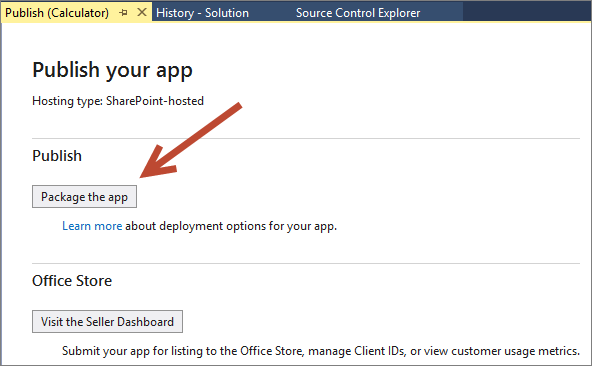 Publish (Calculator) History - Solution Source Control Explorer
Publish your app
Hosting type: SharePoint-hosted
Publish
Package the app
Learn more about deployment options for your app.
Office Store
Visit the Seller Dashboard
Submit your app for listing to the Office Store, manage Client IDs, or view customer usage metrics.